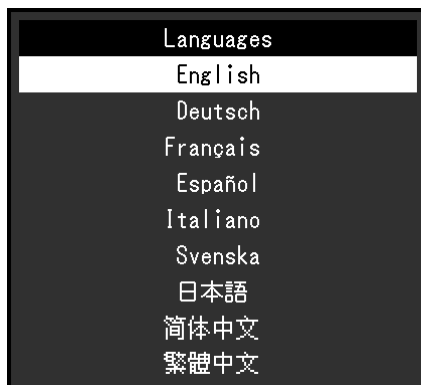 Languages
English
Deutsch
Français
Español
Italiano
Svenska
日本語
简体中文
繁體中文